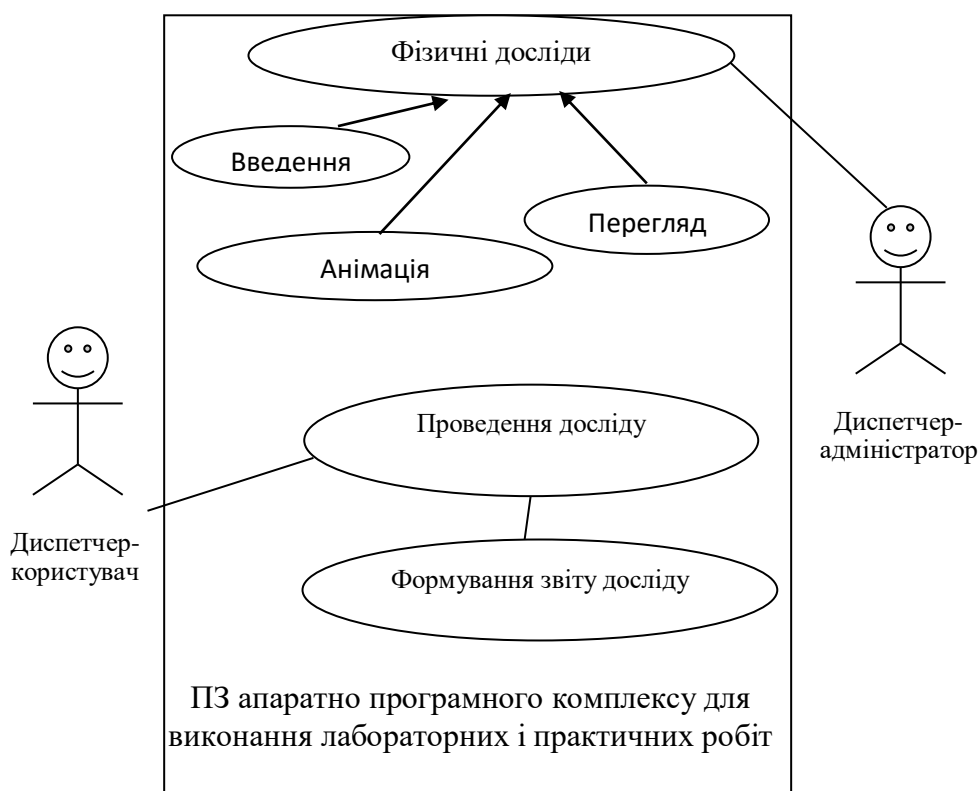 Фізичні досліди
Введення
Перегляд
Анімація
Проведення досліду
Диспетчер-
адміністратор
Диспетчер-
користувач
Формування звіту досліду
ПЗ апаратно програмного комплексу для
виконання лабораторних і практичних робіт